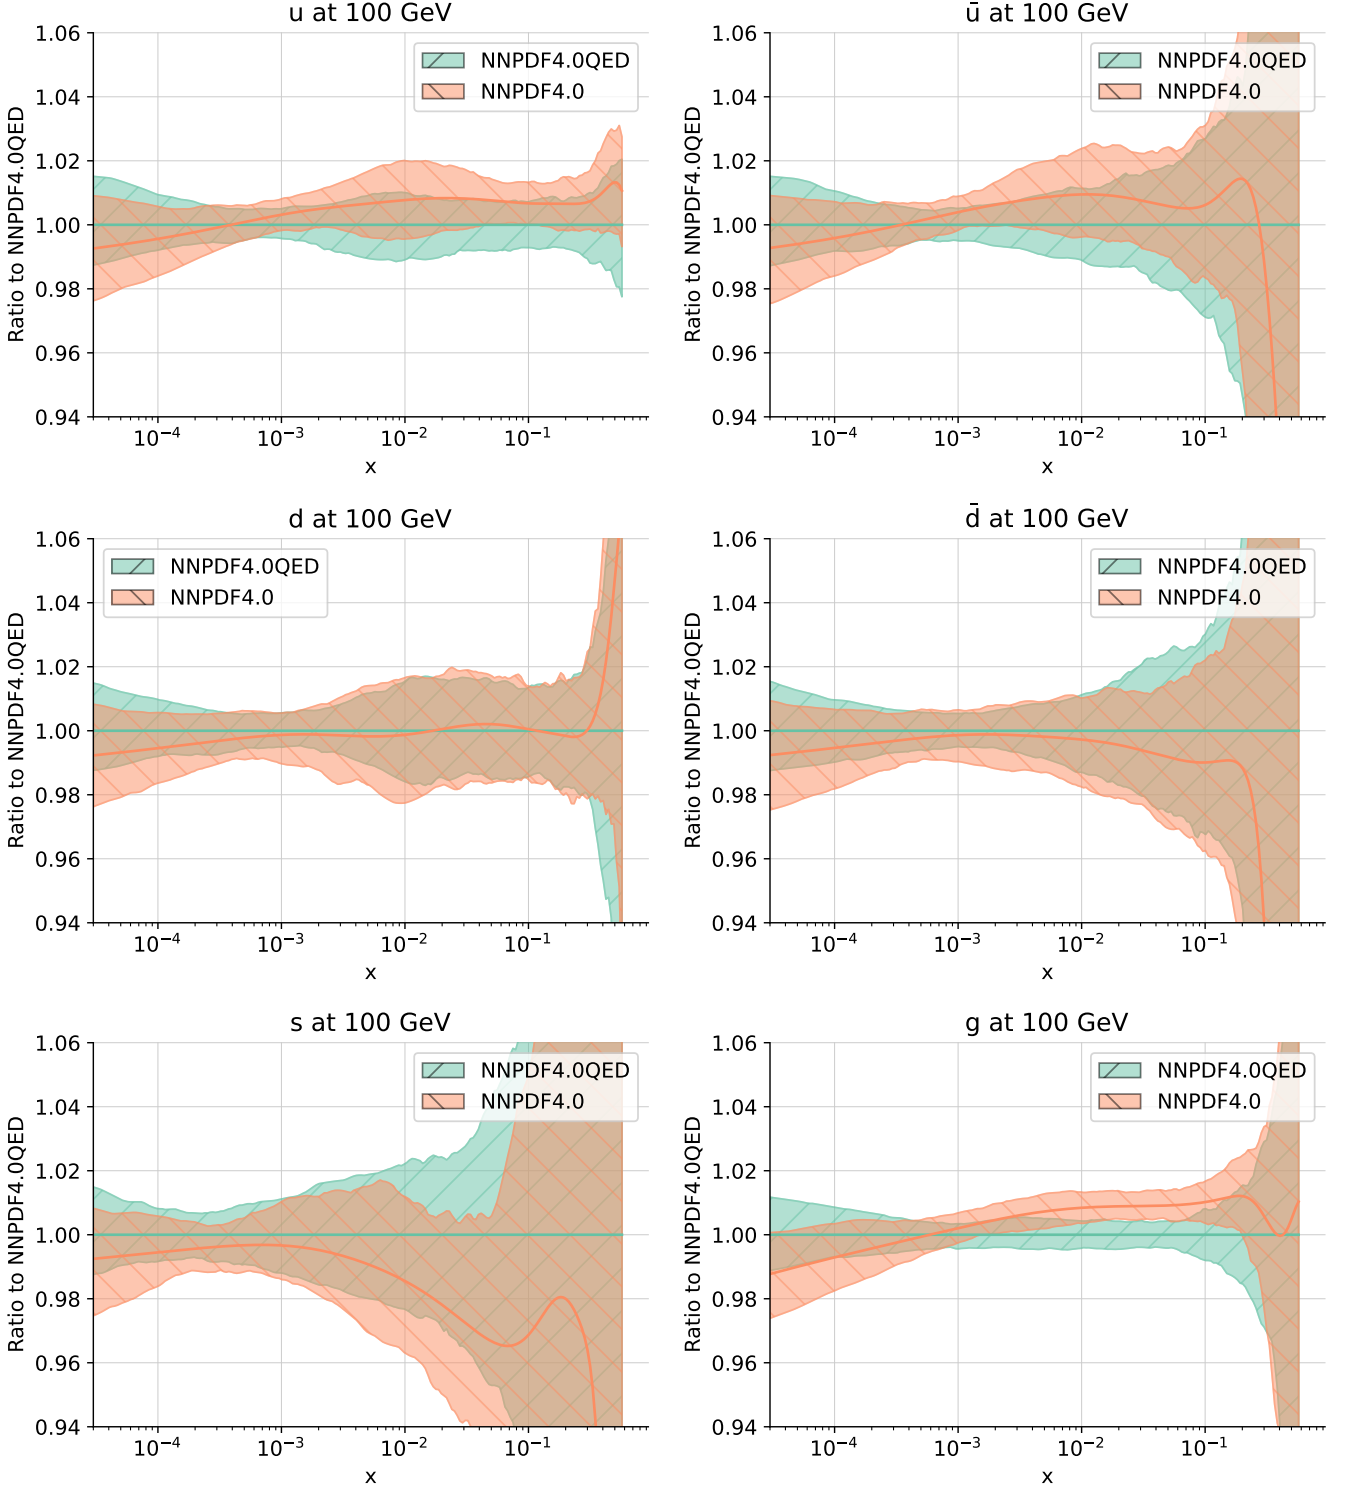 u at 100 GeV
Ratio to NNPDF4.0QED
1.06
1.04
1.02
1.00
0.98
0.96
0.94
NNPDF4.0QED
NNPDF4.0
10⁻⁴ 10⁻³ 10⁻² 10⁻¹
x
ū at 100 GeV
Ratio to NNPDF4.0QED
1.06
1.04
1.02
1.00
0.98
0.96
0.94
NNPDF4.0QED
NNPDF4.0
10⁻⁴ 10⁻³ 10⁻² 10⁻¹
x
d at 100 GeV
Ratio to NNPDF4.0QED
1.06
1.04
1.02
1.00
0.98
0.96
0.94
NNPDF4.0QED
NNPDF4.0
10⁻⁴ 10⁻³ 10⁻² 10⁻¹
x
d̄ at 100 GeV
Ratio to NNPDF4.0QED
1.06
1.04
1.02
1.00
0.98
0.96
0.94
NNPDF4.0QED
NNPDF4.0
10⁻⁴ 10⁻³ 10⁻² 10⁻¹
x
s at 100 GeV
Ratio to NNPDF4.0QED
1.06
1.04
1.02
1.00
0.98
0.96
0.94
NNPDF4.0QED
NNPDF4.0
10⁻⁴ 10⁻³ 10⁻² 10⁻¹
x
g at 100 GeV
Ratio to NNPDF4.0QED
1.06
1.04
1.02
1.00
0.98
0.96
0.94
NNPDF4.0QED
NNPDF4.0
10⁻⁴ 10⁻³ 10⁻² 10⁻¹
x